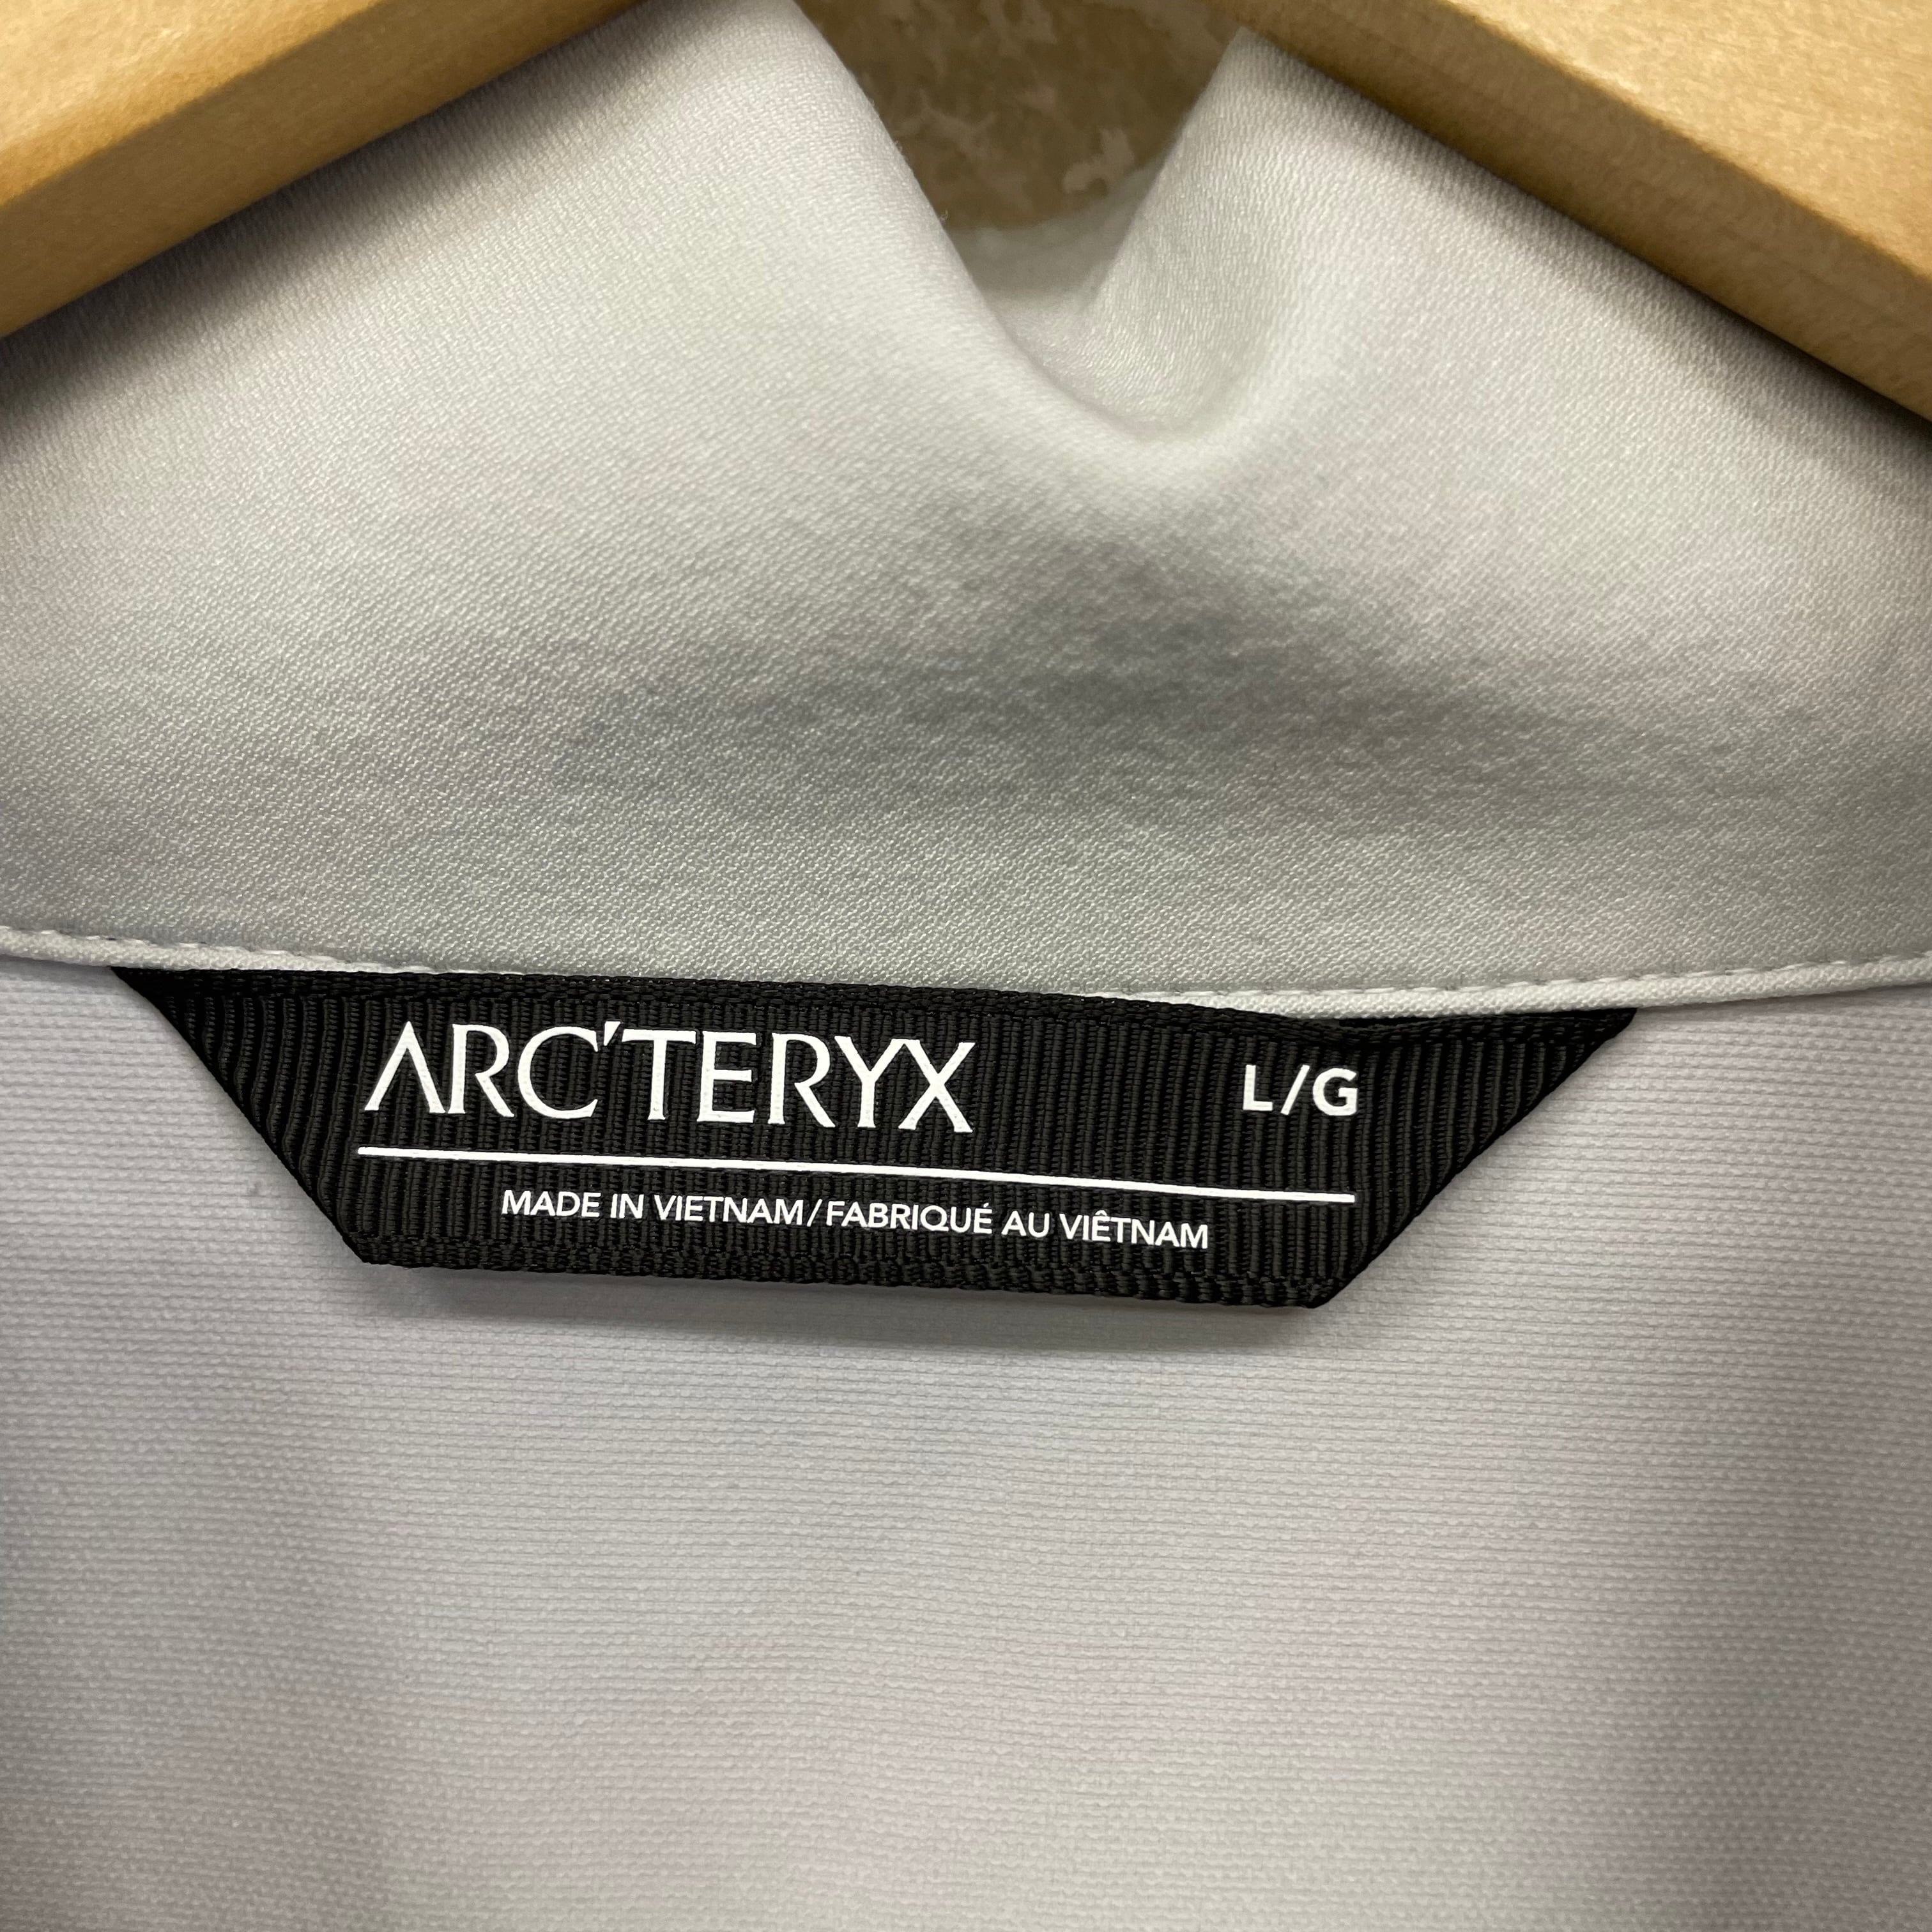 ARC'TERYX L/G
MADE IN VIETNAM/FABRIQUÉ AU VIÊTNAM